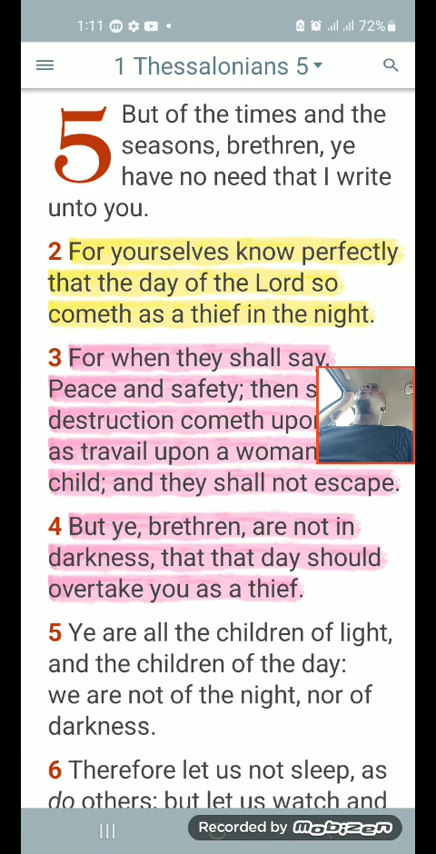 1:11 72%
1 Thessalonians 5
5 But of the times and the
seasons, brethren, ye
have no need that I write
unto you.
2 For yourselves know perfectly
that the day of the Lord so
cometh as a thief in the night.
3 For when they shall say,
Peace and safety; then s
destruction cometh upo
as travail upon a woman
child; and they shall not escape.
4 But ye, brethren, are not in
darkness, that that day should
overtake you as a thief.
5 Ye are all the children of light,
and the children of the day:
we are not of the night, nor of
darkness.
6 Therefore let us not sleep, as
do others; but let us watch and
Recorded by mobizen